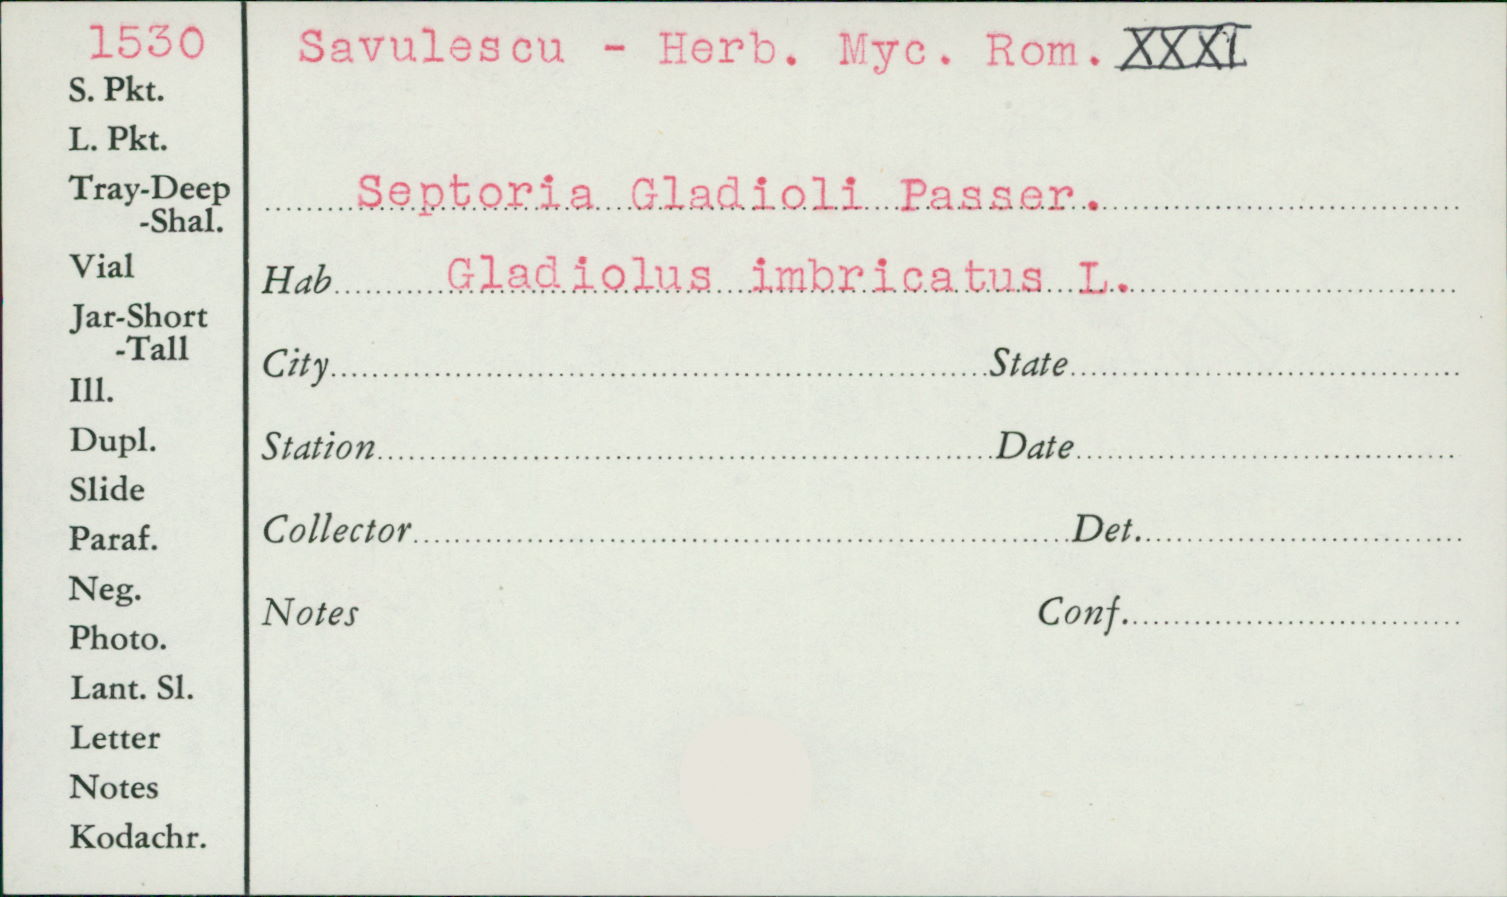 1530
Savulescu - Herb. Myc. Rom. XXXI
S. Pkt.
L. Pkt.
Tray-Deep
-Shal.
Septoria Gladioli Passer.
Vial
Hab. Gladiolus imbricatus L.
Jar-Short
-Tall
City State
Ill.
Dupl.
Station Date
Slide
Paraf.
Collector Det.
Neg.
Notes Conf.
Photo.
Lant. Sl.
Letter
Notes
Kodachr.